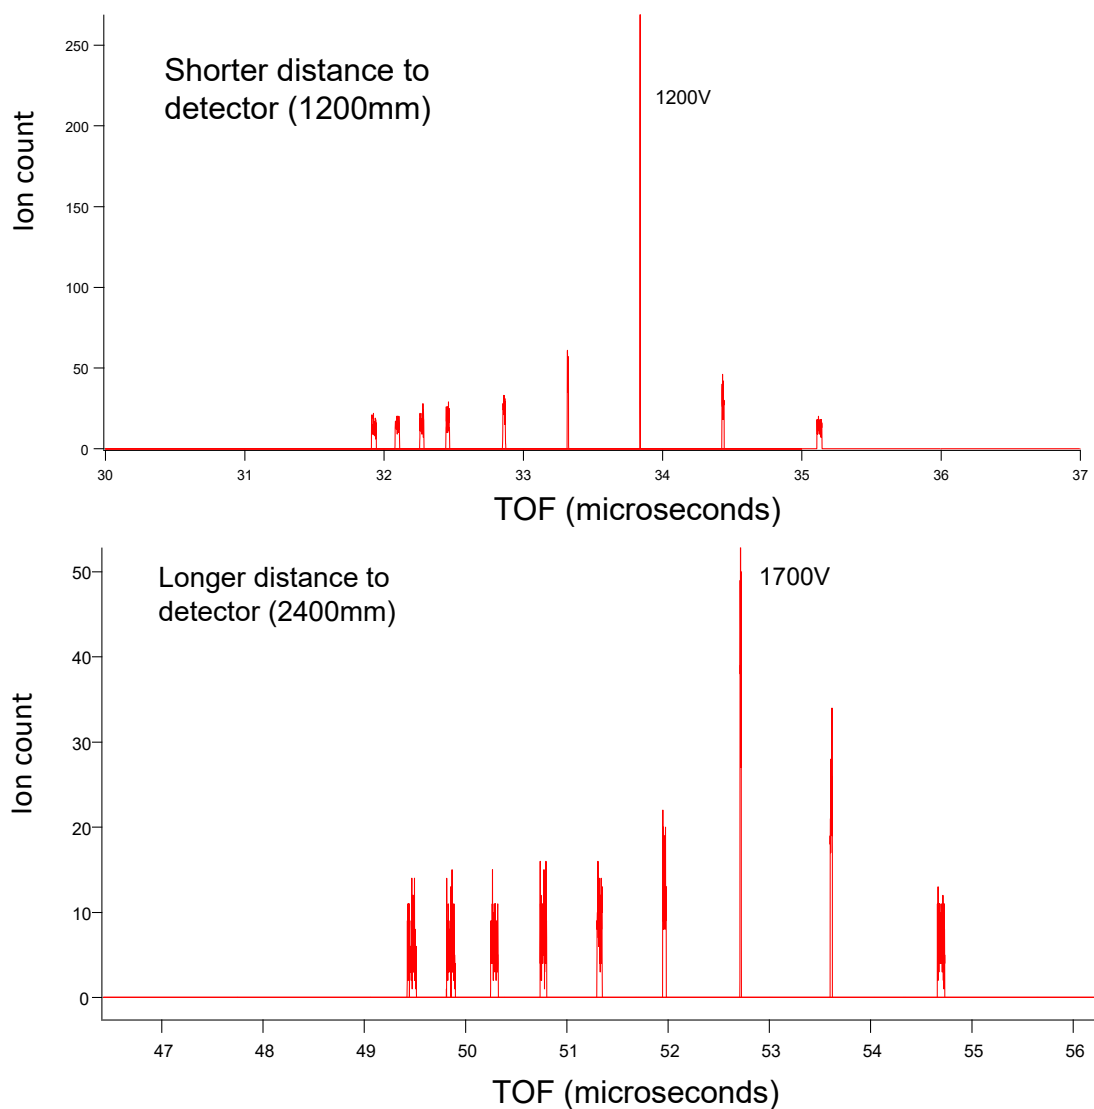 250
200
150
100
50
0
Ion count
Shorter distance to
detector (1200mm)
1200V
30 31 32 33 34 35 36 37
TOF (microseconds)
50
40
30
20
10
0
Ion count
Longer distance to
detector (2400mm)
1700V
47 48 49 50 51 52 53 54 55 56
TOF (microseconds)